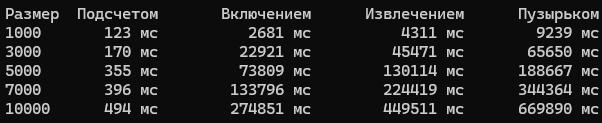 Размер Подсчетом Включением Извлечением Пузырьком
1000 123 мс 2681 мс 4311 мс 9239 мс
3000 170 мс 22921 мс 45471 мс 65650 мс
5000 355 мс 73809 мс 130114 мс 188667 мс
7000 396 мс 133796 мс 224419 мс 344364 мс
10000 494 мс 274851 мс 449511 мс 669890 мс